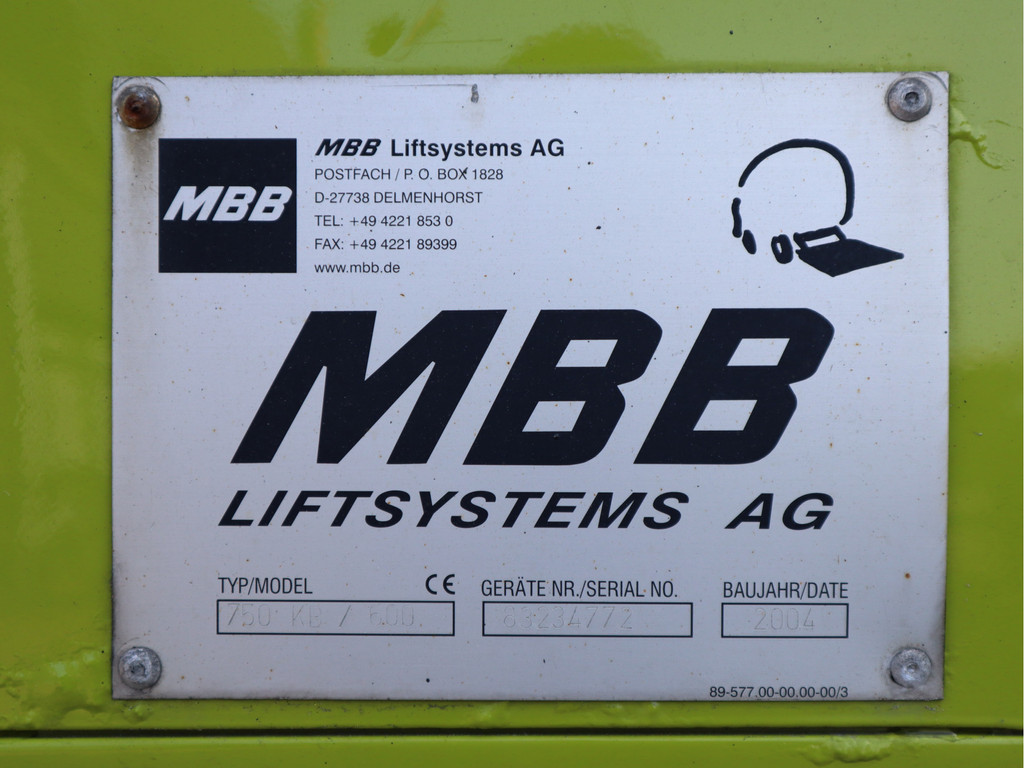 MBB
MBB Liftsystems AG
POSTFACH / P. O. BOX 1828
D-27738 DELMENHORST
TEL: +49 4221 853 0
FAX: +49 4221 89399
www.mbb.de
MBB
LIFTSYSTEMS AG
TYP/MODEL CE GERÄTE NR./SERIAL NO. BAUJAHR/DATE
750 KB / 600. 2004
89-577.00-00.00-00/3